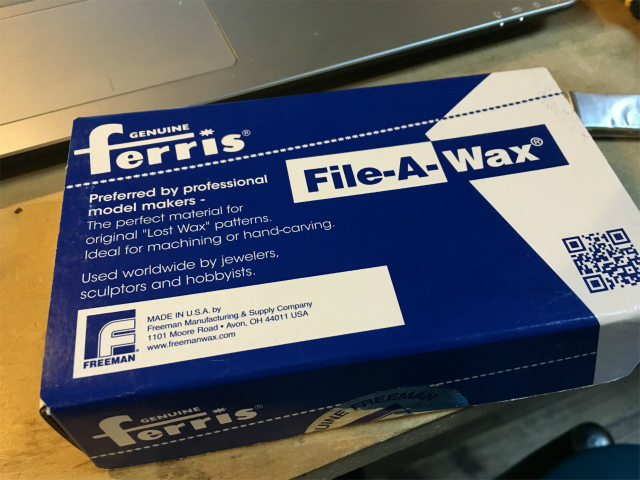 GENUINE
ferris®
File-A-Wax®
Preferred by professional
model makers -
The perfect material for
original "Lost Wax" patterns.
Ideal for machining or hand-carving.
Used worldwide by jewelers,
sculptors and hobbyists.
FREEMAN
MADE IN U.S.A. by
Freeman Manufacturing & Supply Company
1101 Moore Road • Avon, OH 44011 USA
www.freemanwax.com
GENUINE
ferris®
FREEMAN